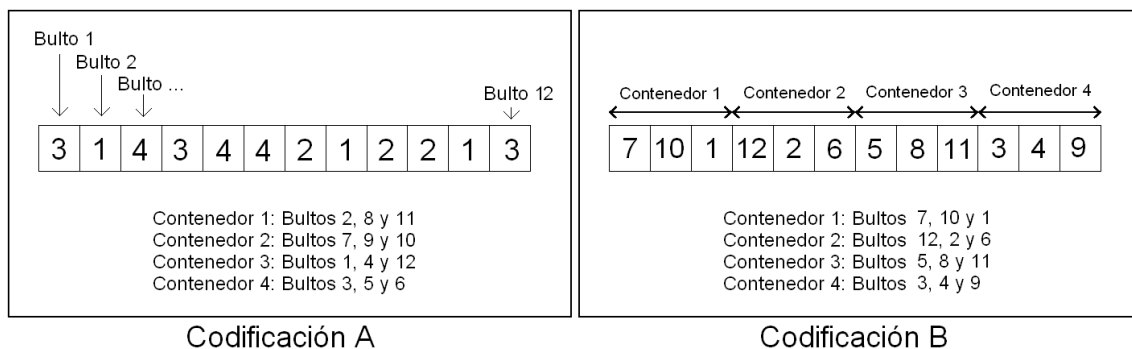 Bulto 1
Bulto 2
Bulto ...
Bulto 12
3 1 4 3 4 4 2 1 2 2 1 3
Contenedor 1: Bultos 2, 8 y 11
Contenedor 2: Bultos 7, 9 y 10
Contenedor 3: Bultos 1, 4 y 12
Contenedor 4: Bultos 3, 5 y 6
Codificación A
Contenedor 1 Contenedor 2 Contenedor 3 Contenedor 4
7 10 1 12 2 6 5 8 11 3 4 9
Contenedor 1: Bultos 7, 10 y 1
Contenedor 2: Bultos 12, 2 y 6
Contenedor 3: Bultos 5, 8 y 11
Contenedor 4: Bultos 3, 4 y 9
Codificación B